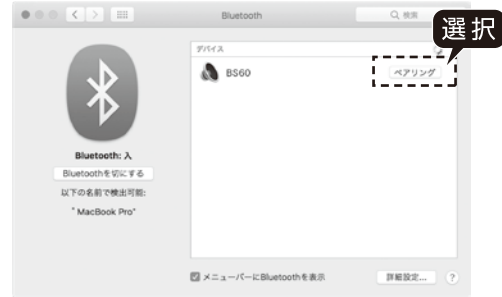 Bluetooth
検索
選択
デバイス
BS60
ペアリング
Bluetooth: 入
Bluetoothを切にする
以下の名前で検出可能:
"MacBook Pro"
メニューバーにBluetoothを表示
詳細設定...
?